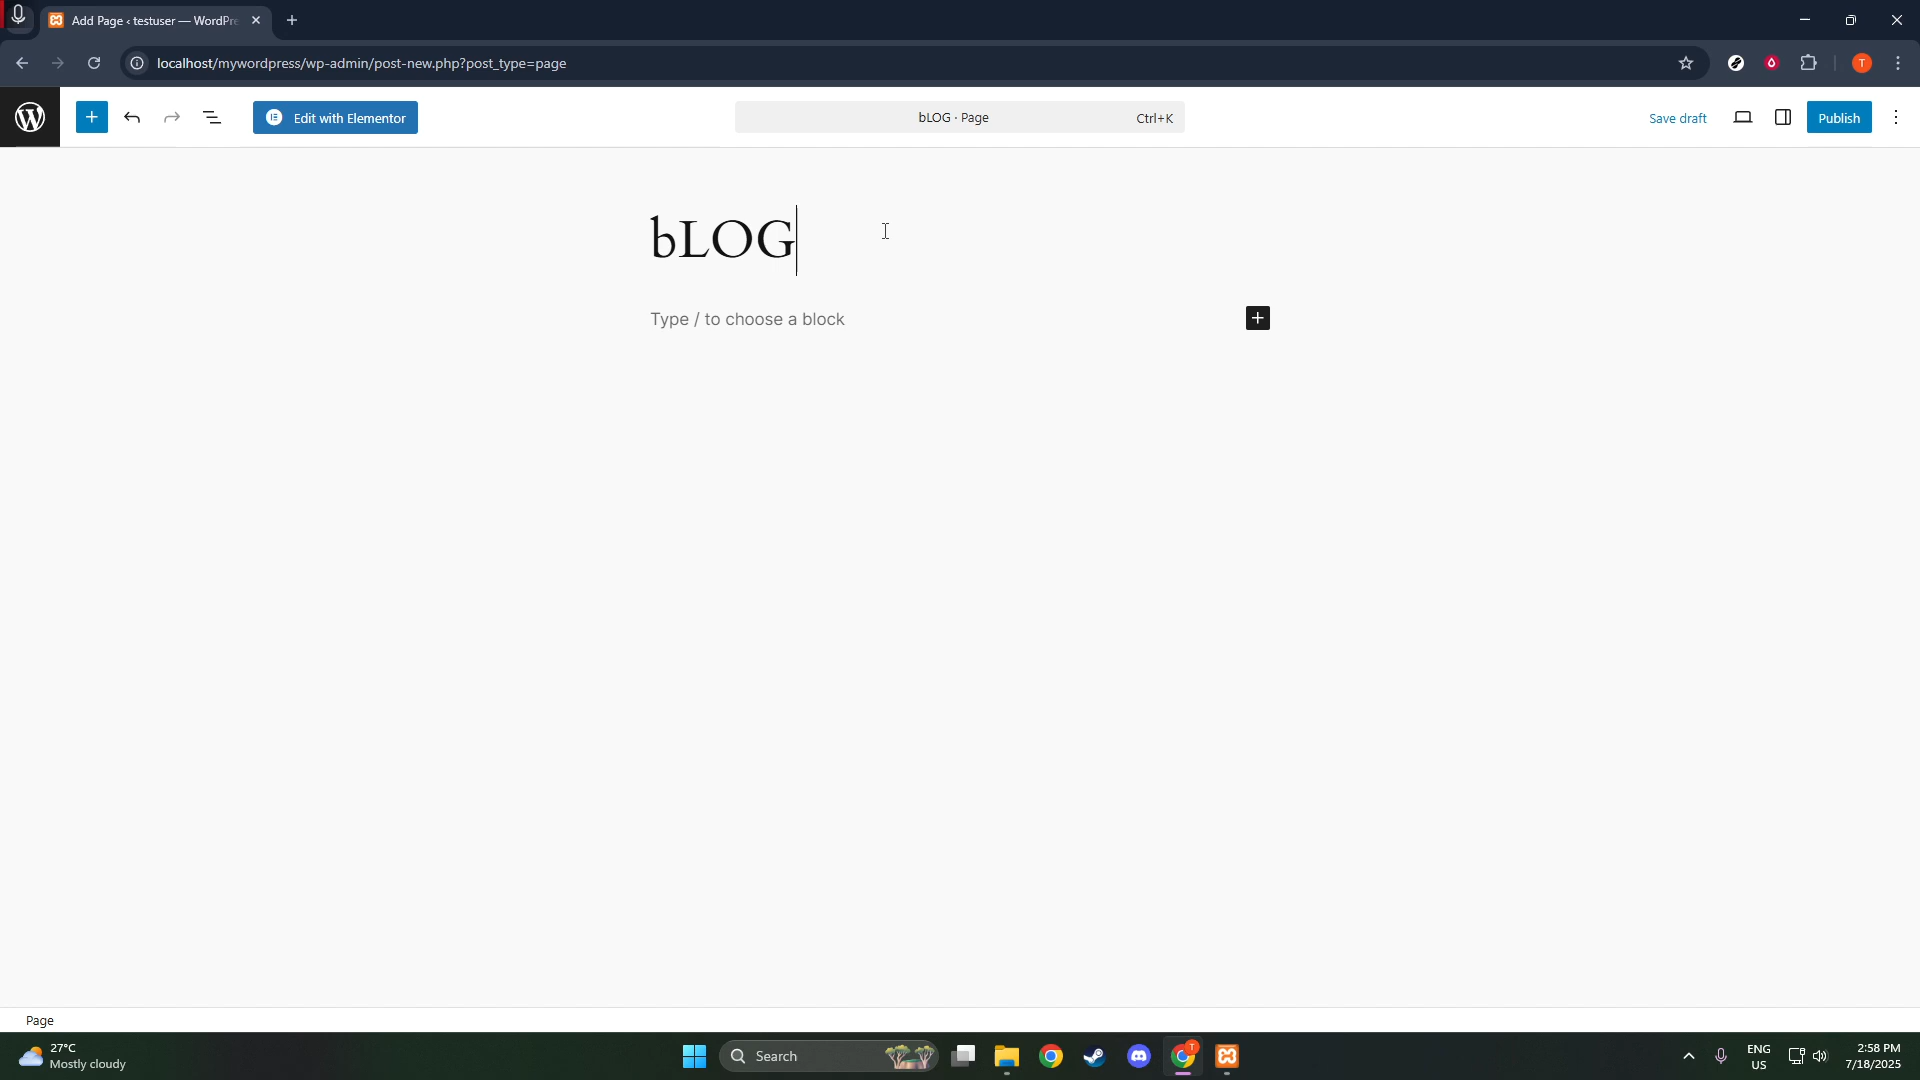 Add Page ‹ testuser — WordPre
localhost/mywordpress/wp-admin/post-new.php?post_type=page
T
Edit with Elementor
bLOG · Page
Ctrl+K
Save draft
Publish
bLOG
Type / to choose a block
Page
27°C
Mostly cloudy
Search
T
ENG
US
2:58 PM
7/18/2025